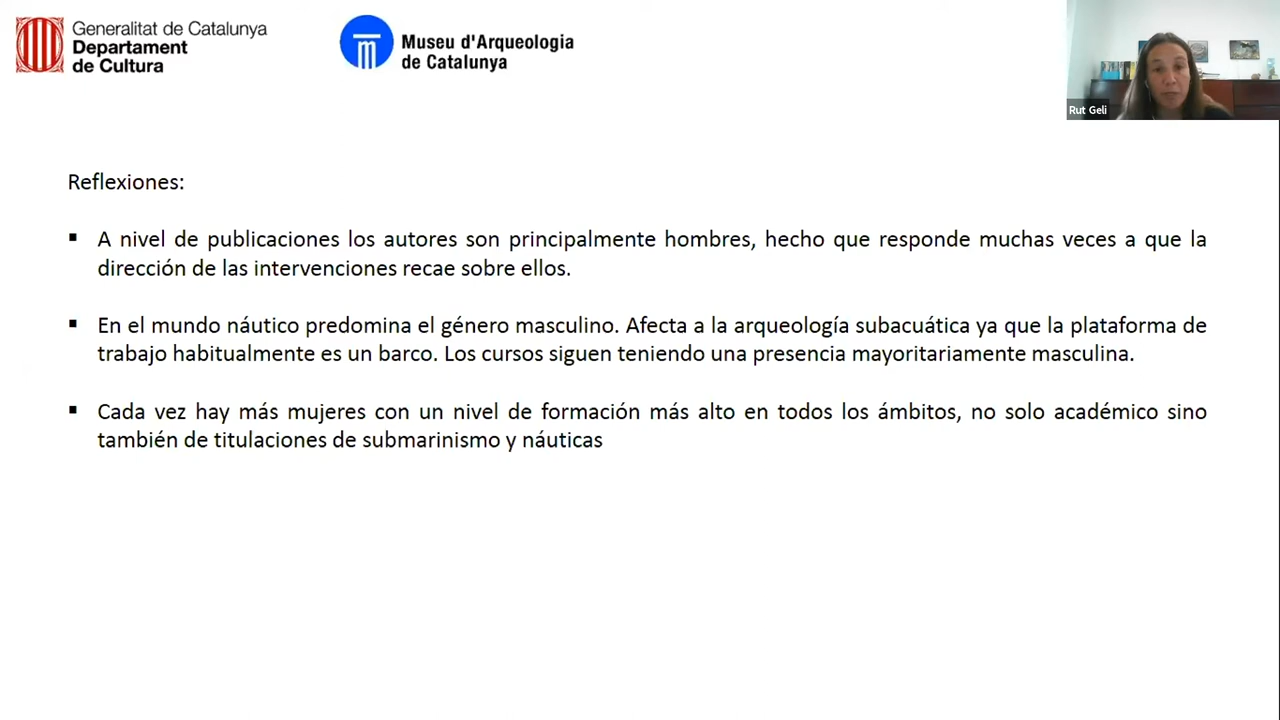 Generalitat de Catalunya
Departament
de Cultura
Museu d'Arqueologia
de Catalunya
Rut Geli
Reflexiones:
▪ A nivel de publicaciones los autores son principalmente hombres, hecho que responde muchas veces a que la
dirección de las intervenciones recae sobre ellos.
▪ En el mundo náutico predomina el género masculino. Afecta a la arqueología subacuática ya que la plataforma de
trabajo habitualmente es un barco. Los cursos siguen teniendo una presencia mayoritariamente masculina.
▪ Cada vez hay más mujeres con un nivel de formación más alto en todos los ámbitos, no solo académico sino
también de titulaciones de submarinismo y náuticas